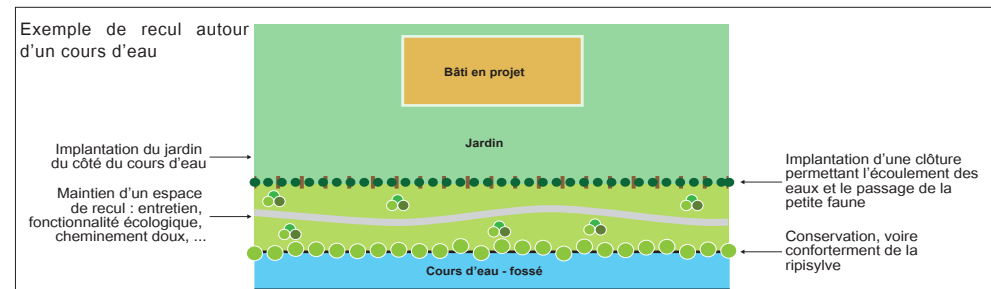 Exemple de recul autour
d'un cours d'eau
Bâti en projet
Jardin
Implantation du jardin
du côté du cours d'eau
Maintien d'un espace
de recul : entretien,
fonctionnalité écologique,
cheminement doux, ...
Implantation d'une clôture
permettant l'écoulement des
eaux et le passage de la
petite faune
Conservation, voire
conforterment de la
ripisylve
Cours d'eau - fossé